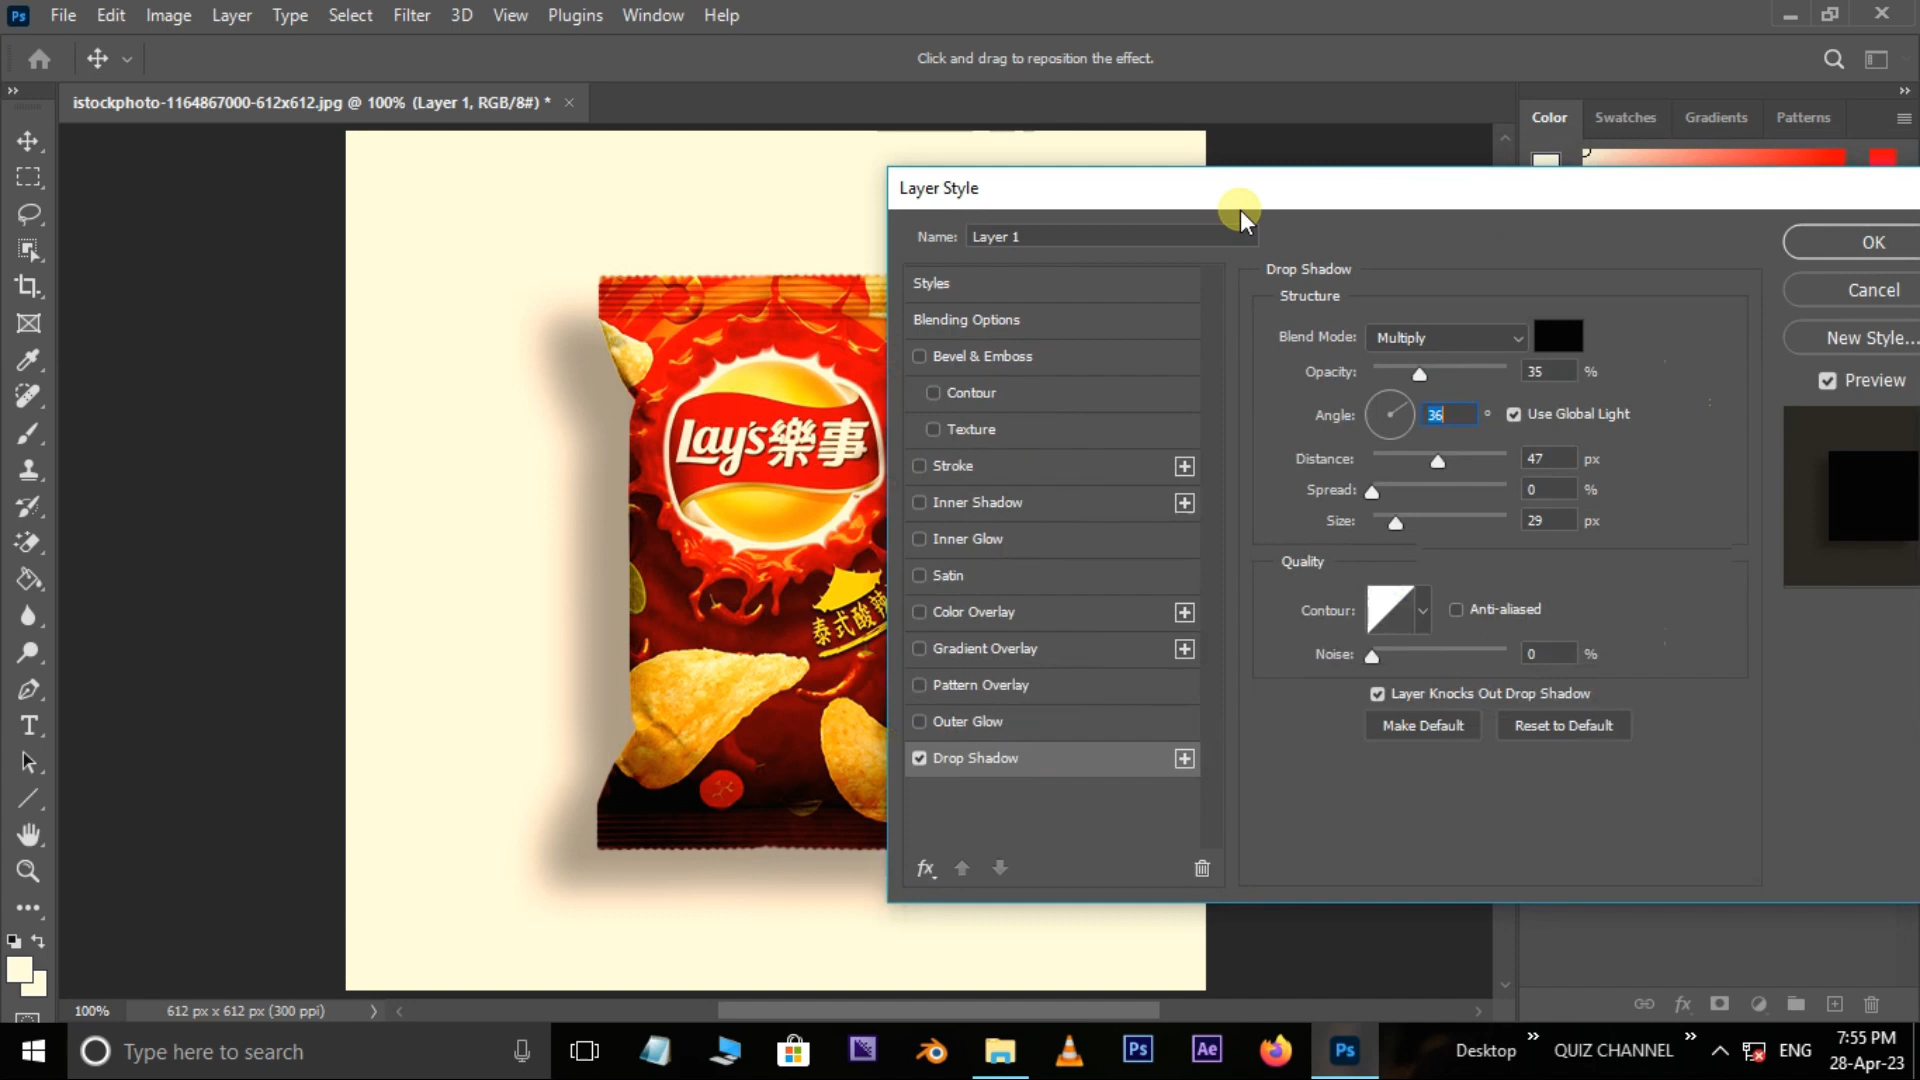 Ps File Edit Image Layer Type Select Filter 3D View Plugins Window Help
Click and drag to reposition the effect.
istockphoto-1164867000-612x612.jpg @ 100% (Layer 1, RGB/8#) *
Color Swatches Gradients Patterns
Layer Style
Name: Layer 1
OK
Cancel
New Style...
Preview
Styles
Blending Options
Bevel & Emboss
Contour
Texture
Stroke
Inner Shadow
Inner Glow
Satin
Color Overlay
Gradient Overlay
Pattern Overlay
Outer Glow
Drop Shadow
fx
Drop Shadow
Structure
Blend Mode: Multiply
Opacity: 35 %
Angle: 36 ° Use Global Light
Distance: 47 px
Spread: 0 %
Size: 29 px
Quality
Contour: Anti-aliased
Noise: 0 %
Layer Knocks Out Drop Shadow
Make Default Reset to Default
Lay's樂事
泰式酸辣
100% 612 px x 612 px (300 ppi)
fx
Type here to search
Ps Ae Ps
Desktop QUIZ CHANNEL ENG
7:55 PM
28-Apr-23